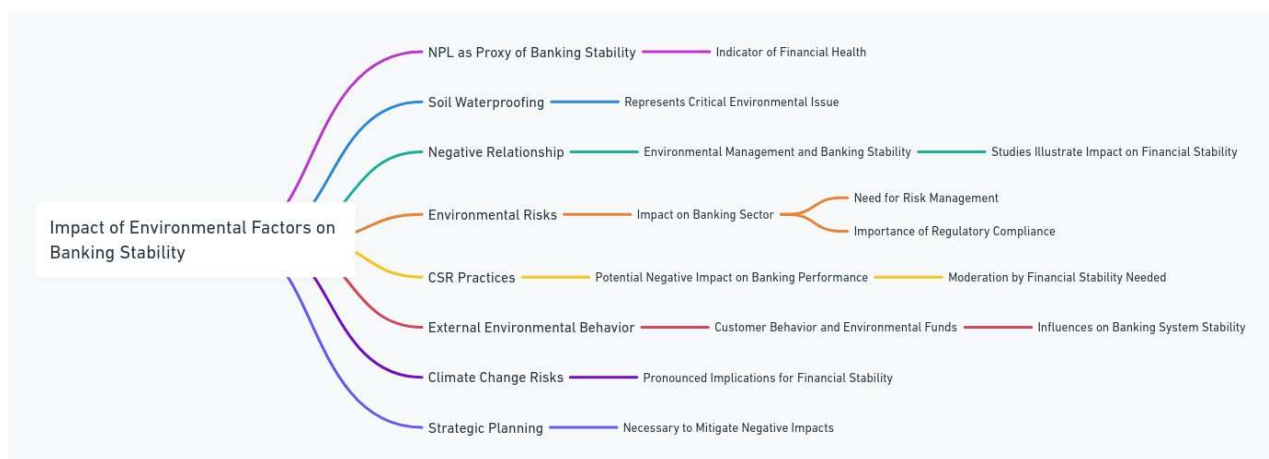 Impact of Environmental Factors on
Banking Stability
NPL as Proxy of Banking Stability
Indicator of Financial Health
Soil Waterproofing
Represents Critical Environmental Issue
Negative Relationship
Environmental Management and Banking Stability
Studies Illustrate Impact on Financial Stability
Environmental Risks
Impact on Banking Sector
Need for Risk Management
Importance of Regulatory Compliance
CSR Practices
Potential Negative Impact on Banking Performance
Moderation by Financial Stability Needed
External Environmental Behavior
Customer Behavior and Environmental Funds
Influences on Banking System Stability
Climate Change Risks
Pronounced Implications for Financial Stability
Strategic Planning
Necessary to Mitigate Negative Impacts